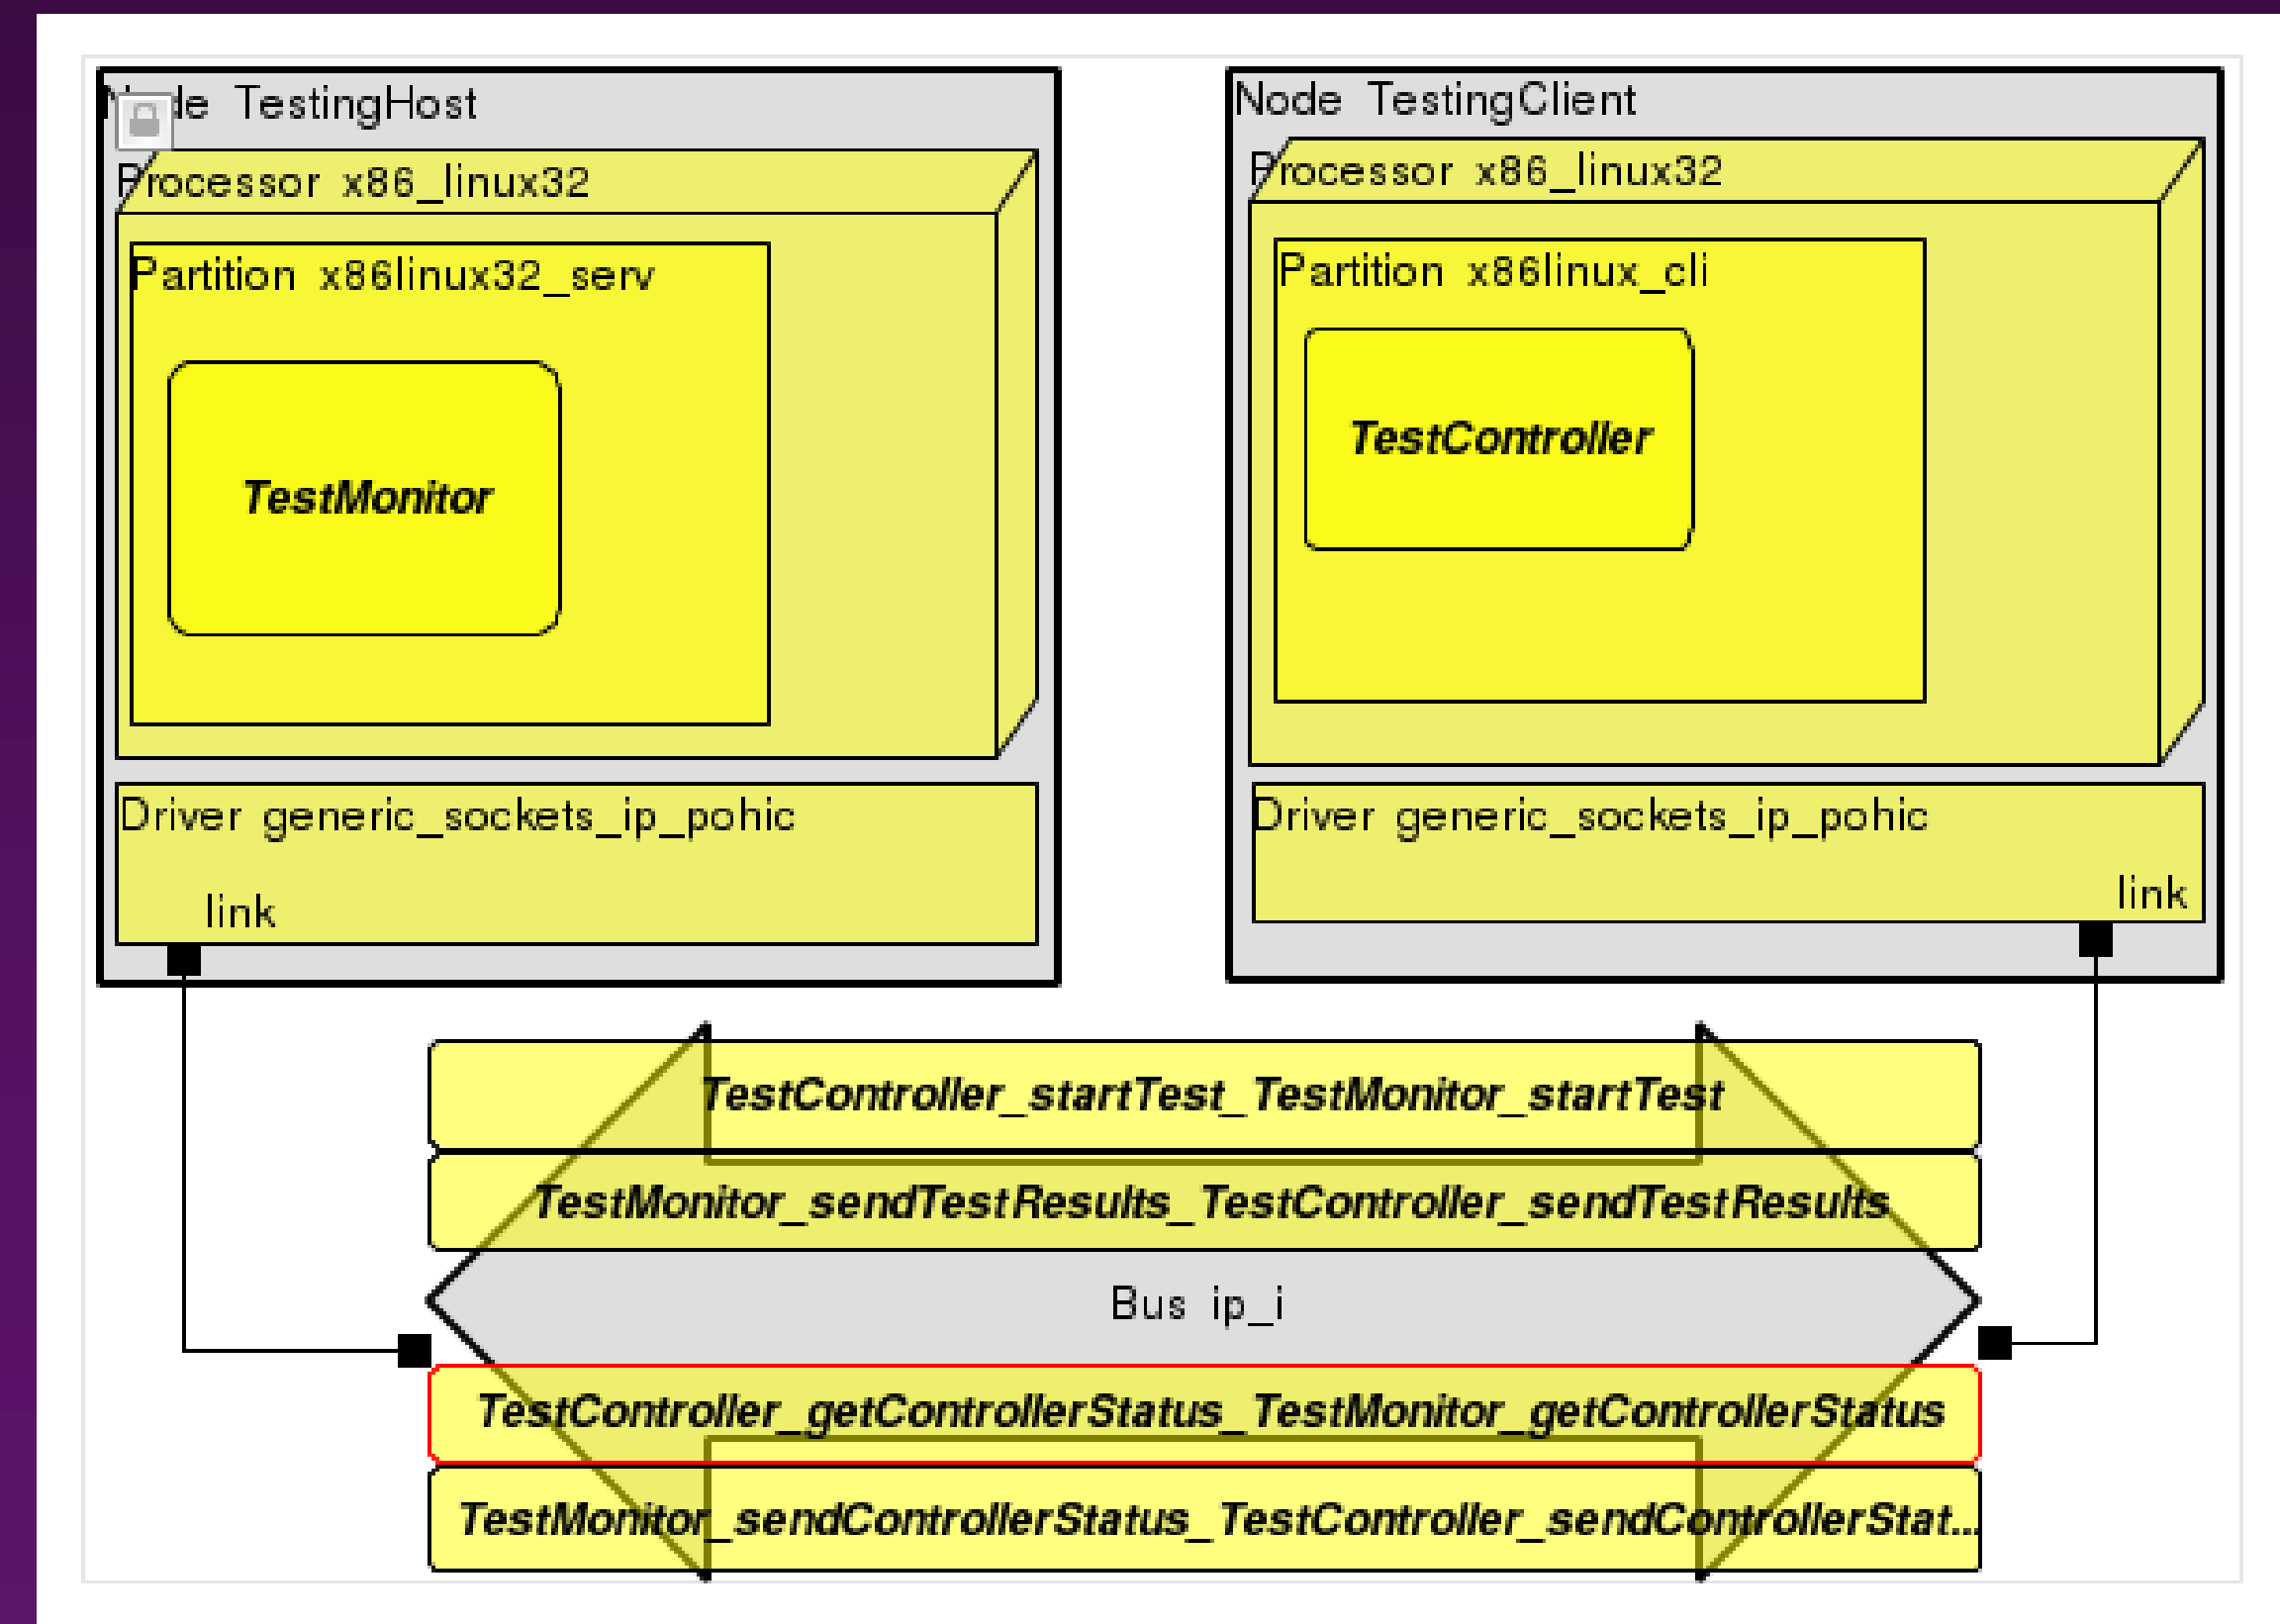 Node TestingHost
Processor x86_linux32
Partition x86linux32_serv
TestMonitor
Driver generic_sockets_ip_pohic
link
Node TestingClient
Processor x86_linux32
Partition x86linux_cli
TestController
Driver generic_sockets_ip_pohic
link
TestController_startTest_TestMonitor_startTest
TestMonitor_sendTestResults_TestController_sendTestResults
Bus ip_i
TestController_getControllerStatus_TestMonitor_getControllerStatus
TestMonitor_sendControllerStatus_TestController_sendControllerStat...